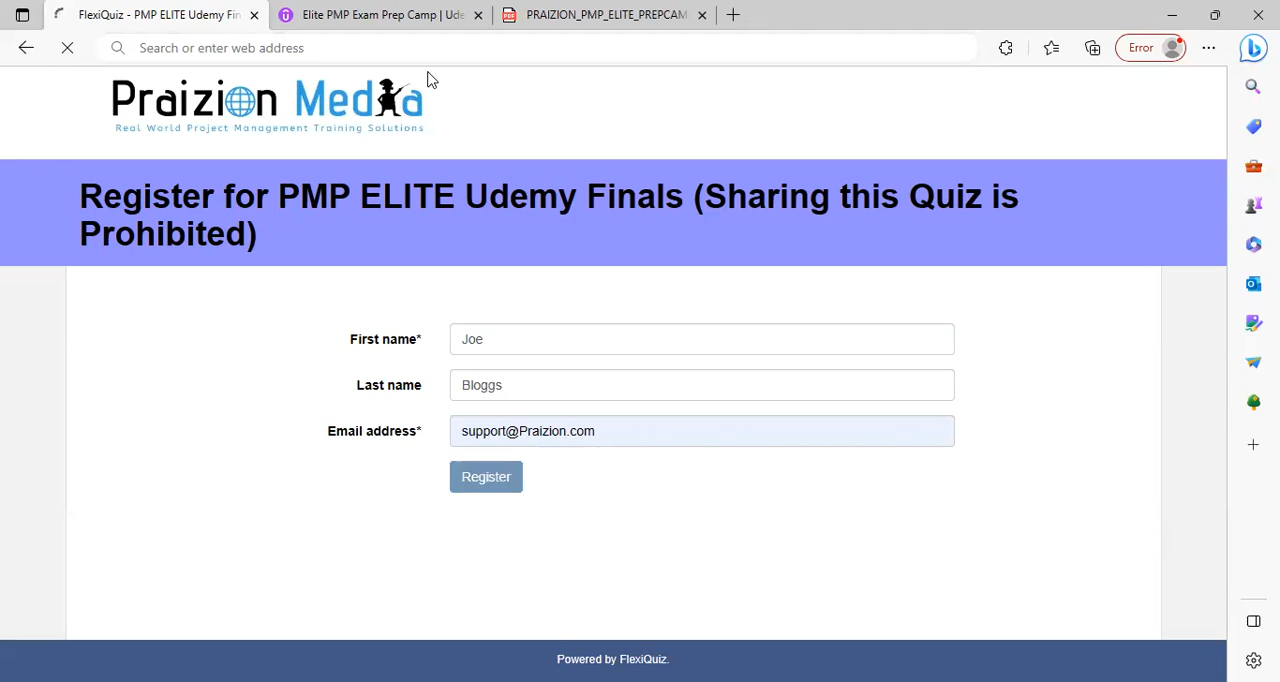 FlexiQuiz - PMP ELITE Udemy Fin
Elite PMP Exam Prep Camp | Ude
PRAIZION_PMP_ELITE_PREPCAM
Search or enter web address
Error
Praizion Media
Real World Project Management Training Solutions
Register for PMP ELITE Udemy Finals (Sharing this Quiz is
Prohibited)
First name*
Joe
Last name
Bloggs
Email address*
support@Praizion.com
Register
Powered by FlexiQuiz.